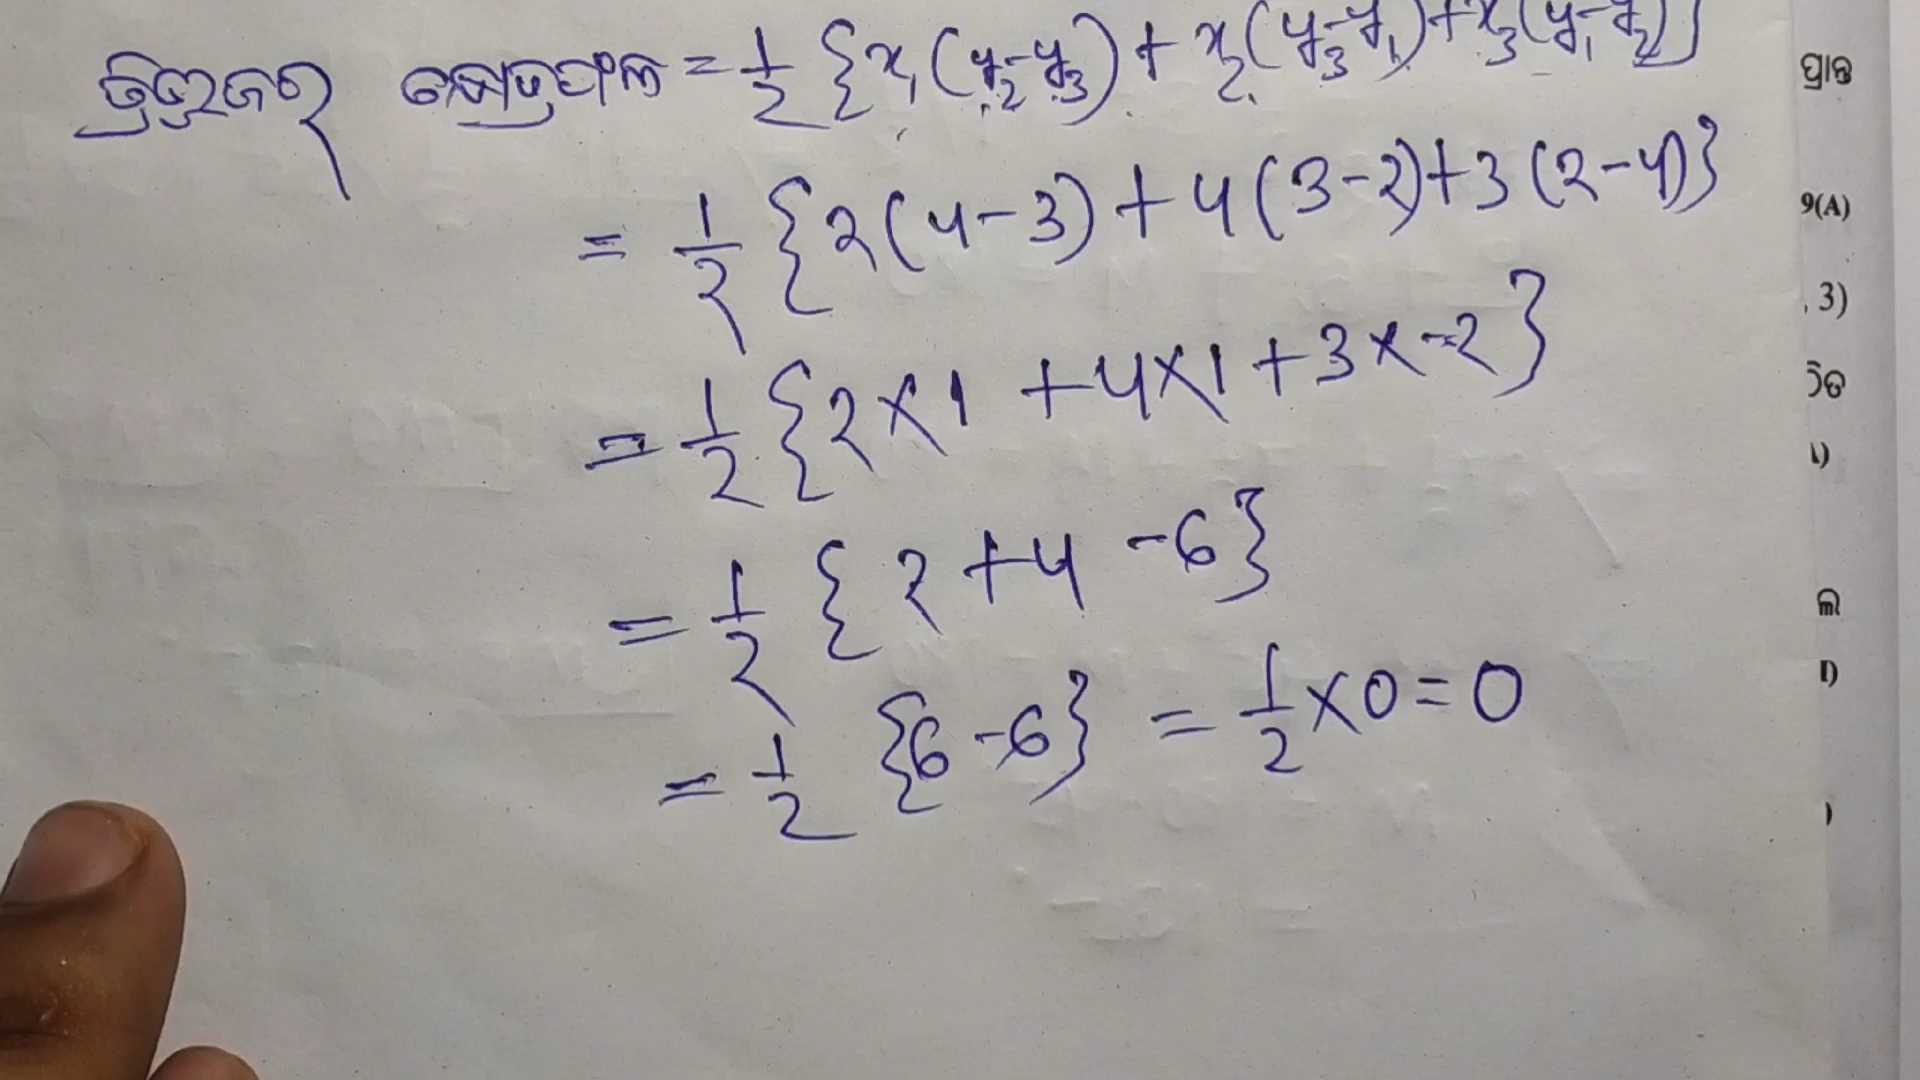 ତ୍ରିଭୁଜର କ୍ଷେତ୍ରଫଳ = 1/2 {x₁(y₂-y₃) + x₂(y₃-y₁)+x₃(y₁-y₂)}
= 1/2 {2(4-3) + 4(3-2)+3(2-4)}
= 1/2 {2×1 +4×1+3×-2}
= 1/2 {2+4 -6}
= 1/2 {6-6} = 1/2 ×0=0
ପ୍ରାନ୍ତ
9(A)
, 3)
ଲ